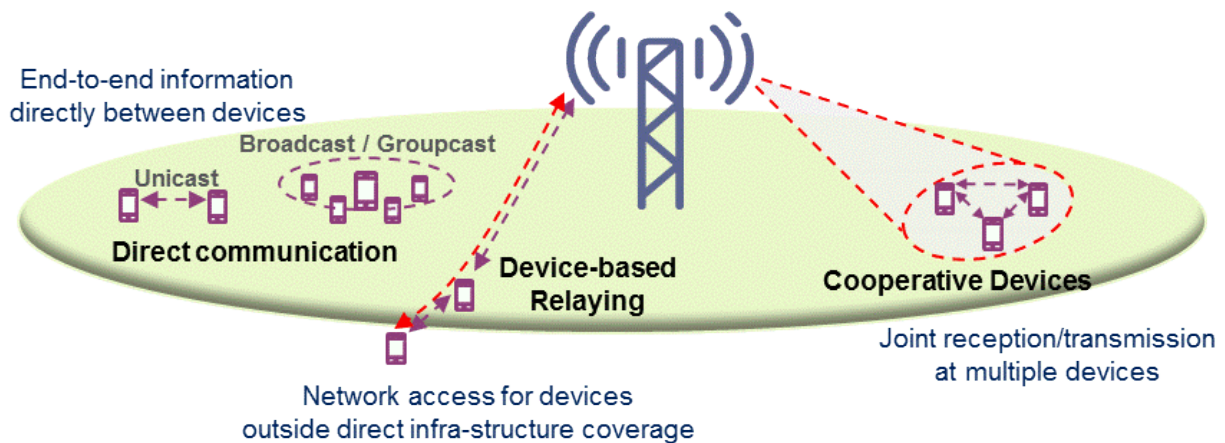 End-to-end information
directly between devices
Broadcast / Groupcast
Unicast
Direct communication
Device-based
Relaying
Cooperative Devices
Joint reception/transmission
at multiple devices
Network access for devices
outside direct infra-structure coverage